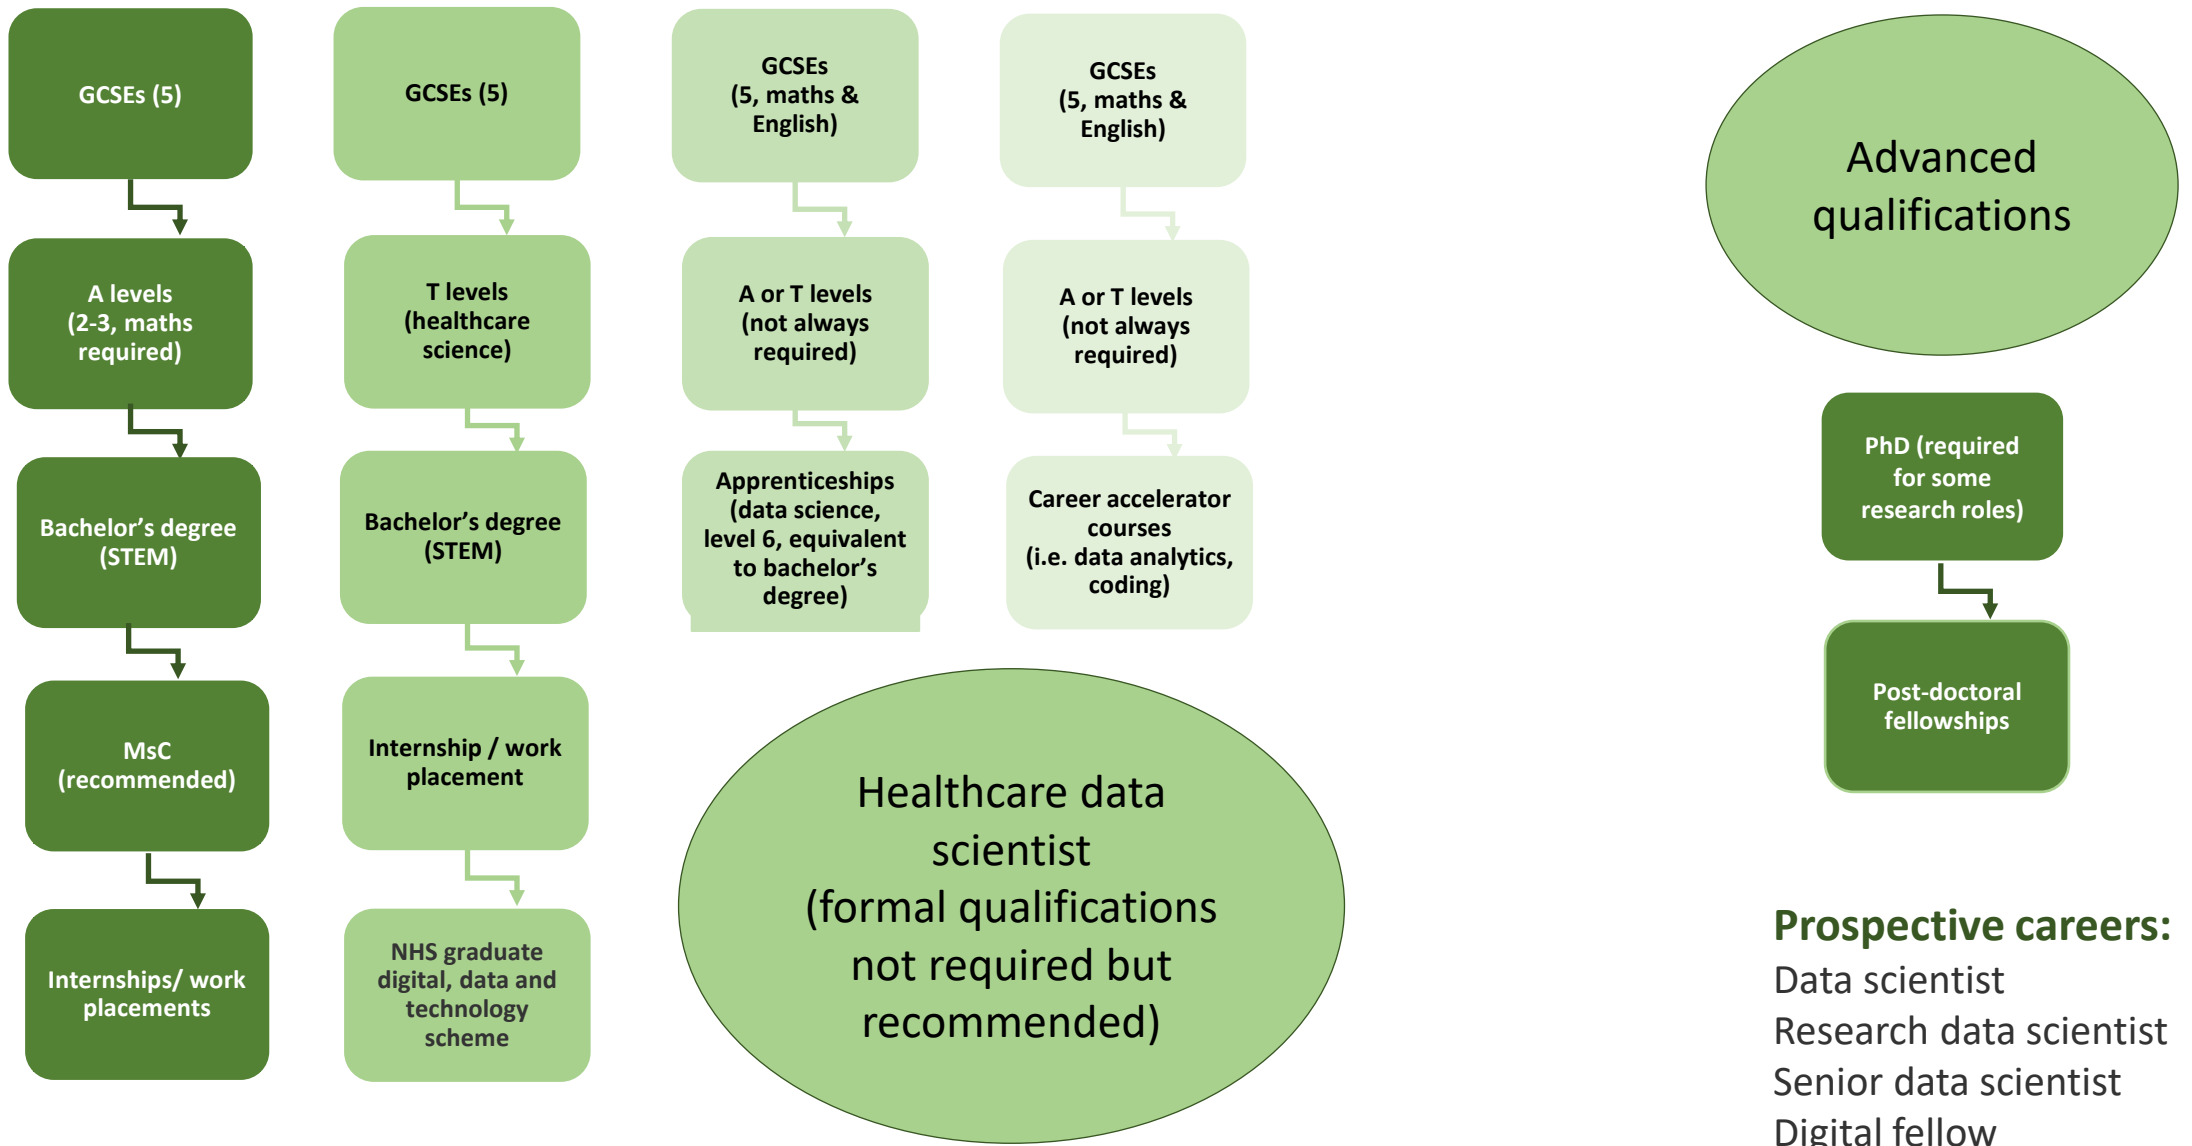 GCSEs (5)
A levels
(2-3, maths
required)
Bachelor's degree
(STEM)
MsC
(recommended)
Internships/ work
placements
GCSEs (5)
T levels
(healthcare
science)
Bachelor's degree
(STEM)
Internship / work
placement
NHS graduate
digital, data and
technology
scheme
GCSEs
(5, maths &
English)
A or T levels
(not always
required)
Apprenticeships
(data science,
level 6, equivalent
to bachelor's
degree)
GCSEs
(5, maths &
English)
A or T levels
(not always
required)
Career accelerator
courses
(i.e. data analytics,
coding)
Healthcare data
scientist
(formal qualifications
not required but
recommended)
Advanced
qualifications
PhD (required
for some
research roles)
Post-doctoral
fellowships
Prospective careers:
Data scientist
Research data scientist
Senior data scientist
Digital fellow